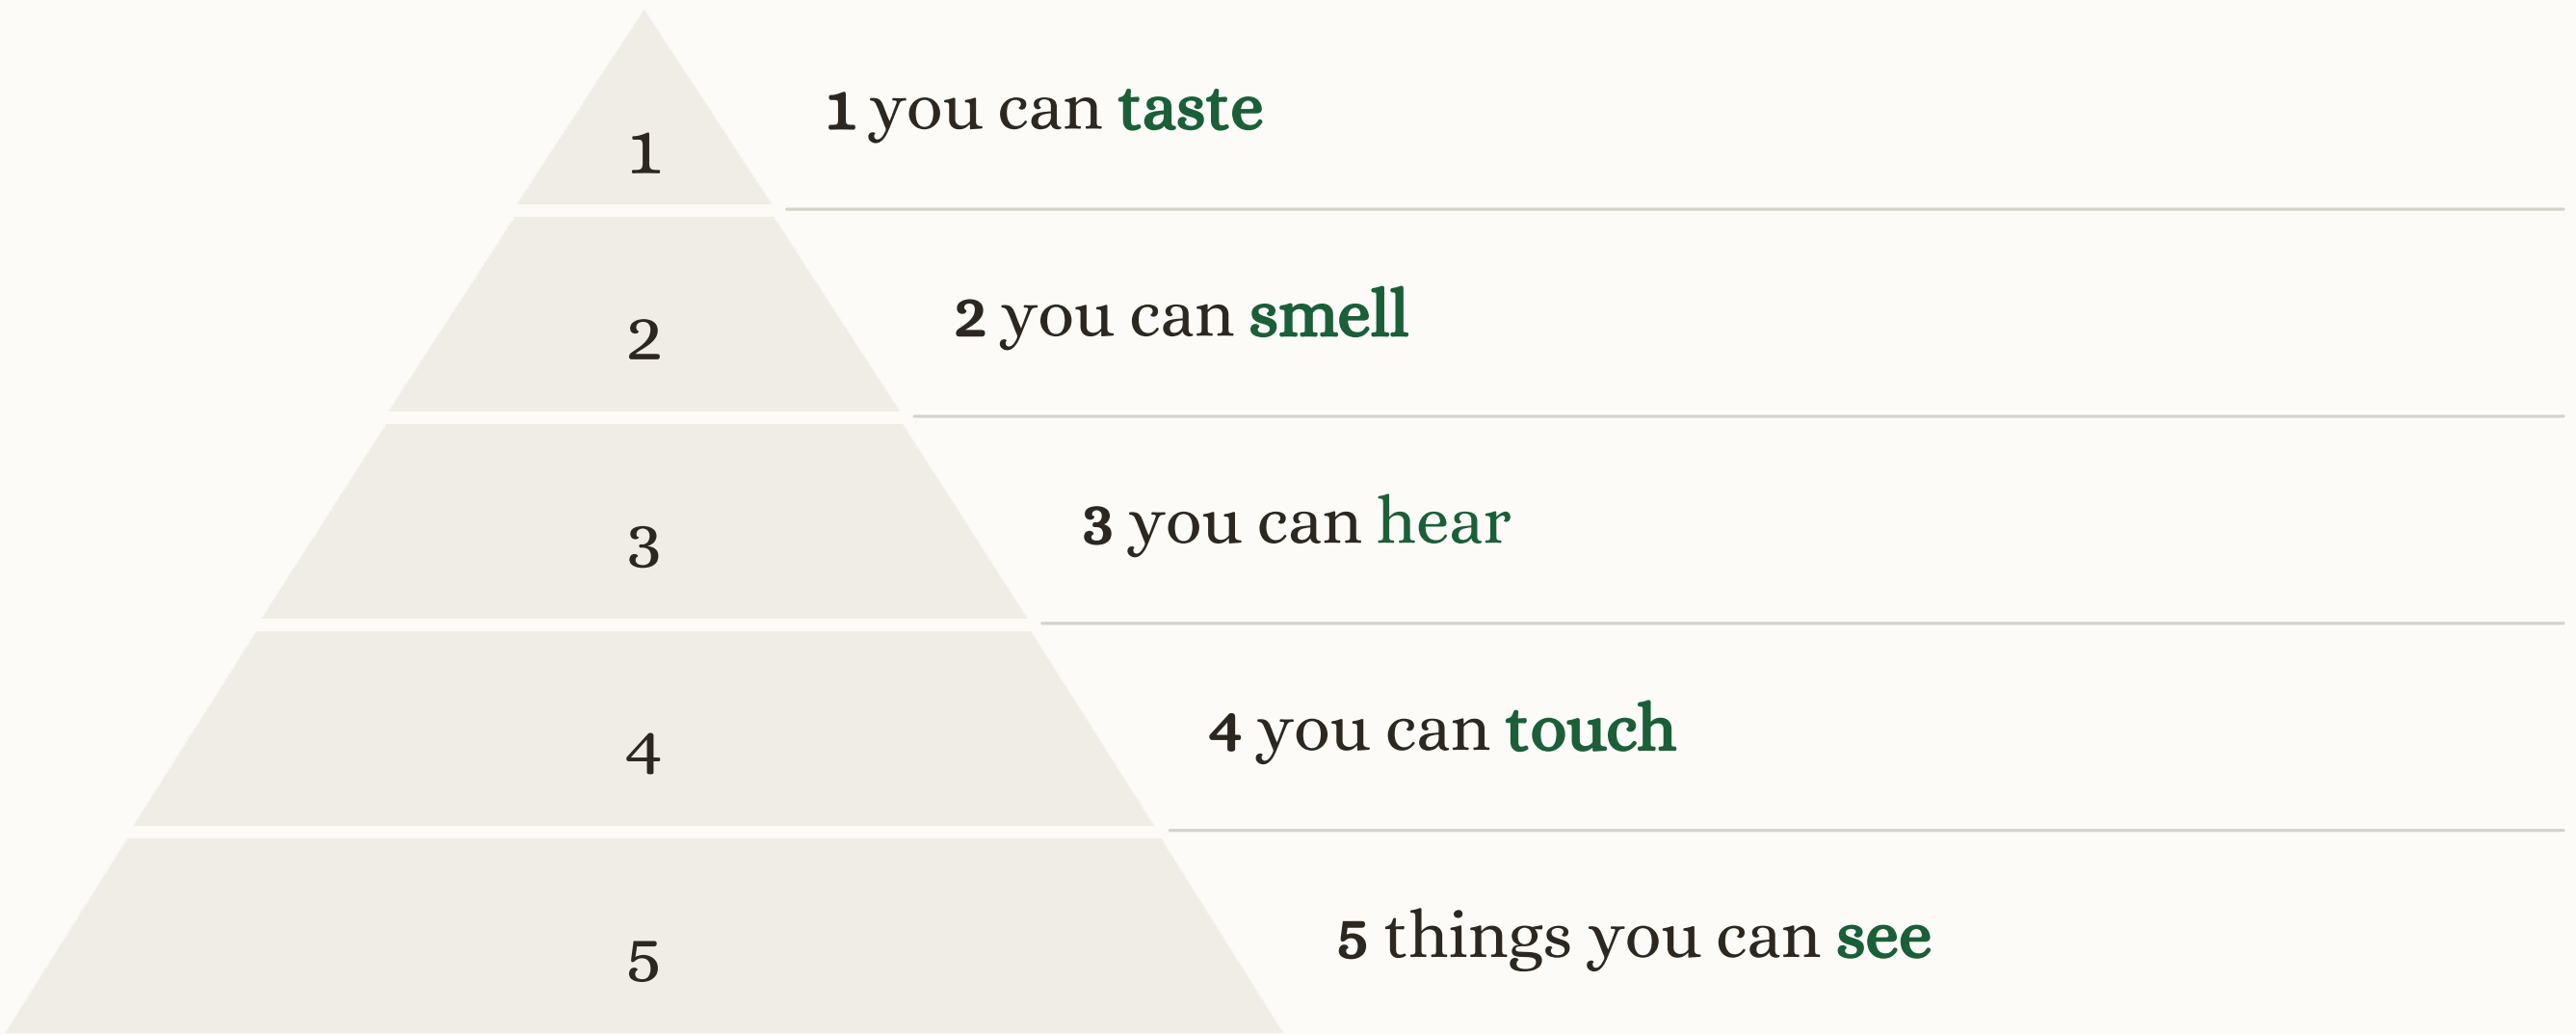 1
1 you can taste
2
2 you can smell
3
3 you can hear
4
4 you can touch
5
5 things you can see